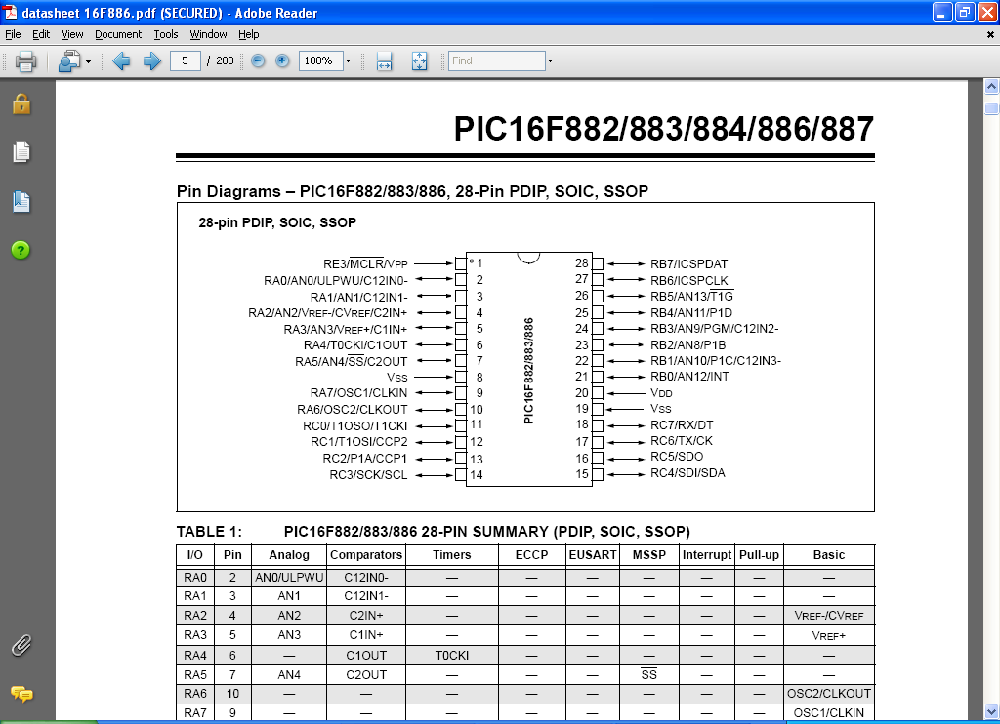 datasheet 16F886.pdf (SECURED) - Adobe Reader
File Edit View Document Tools Window Help
5 / 288 100% Find
PIC16F882/883/884/886/887
Pin Diagrams – PIC16F882/883/886, 28-Pin PDIP, SOIC, SSOP
28-pin PDIP, SOIC, SSOP
RE3/MCLR/VPP 1 28 RB7/ICSPDAT
RA0/AN0/ULPWU/C12IN0- 2 27 RB6/ICSPCLK
RA1/AN1/C12IN1- 3 26 RB5/AN13/T1G
RA2/AN2/VREF-/CVREF/C2IN+ 4 25 RB4/AN11/P1D
RA3/AN3/VREF+/C1IN+ 5 24 RB3/AN9/PGM/C12IN2-
RA4/T0CKI/C1OUT 6 23 RB2/AN8/P1B
RA5/AN4/SS/C2OUT 7 22 RB1/AN10/P1C/C12IN3-
VSS 8 21 RB0/AN12/INT
RA7/OSC1/CLKIN 9 20 VDD
RA6/OSC2/CLKOUT 10 19 VSS
RC0/T1OSO/T1CKI 11 18 RC7/RX/DT
RC1/T1OSI/CCP2 12 17 RC6/TX/CK
RC2/P1A/CCP1 13 16 RC5/SDO
RC3/SCK/SCL 14 15 RC4/SDI/SDA
PIC16F882/883/886
TABLE 1: PIC16F882/883/886 28-PIN SUMMARY (PDIP, SOIC, SSOP)
I/O Pin Analog Comparators Timers ECCP EUSART MSSP Interrupt Pull-up Basic
RA0 2 AN0/ULPWU C12IN0- — — — — — — —
RA1 3 AN1 C12IN1- — — — — — — —
RA2 4 AN2 C2IN+ — — — — — — VREF-/CVREF
RA3 5 AN3 C1IN+ — — — — — — VREF+
RA4 6 — C1OUT T0CKI — — — — — —
RA5 7 AN4 C2OUT — — — SS — — —
RA6 10 — — — — — — — — OSC2/CLKOUT
RA7 9 — — — — — — — — OSC1/CLKIN